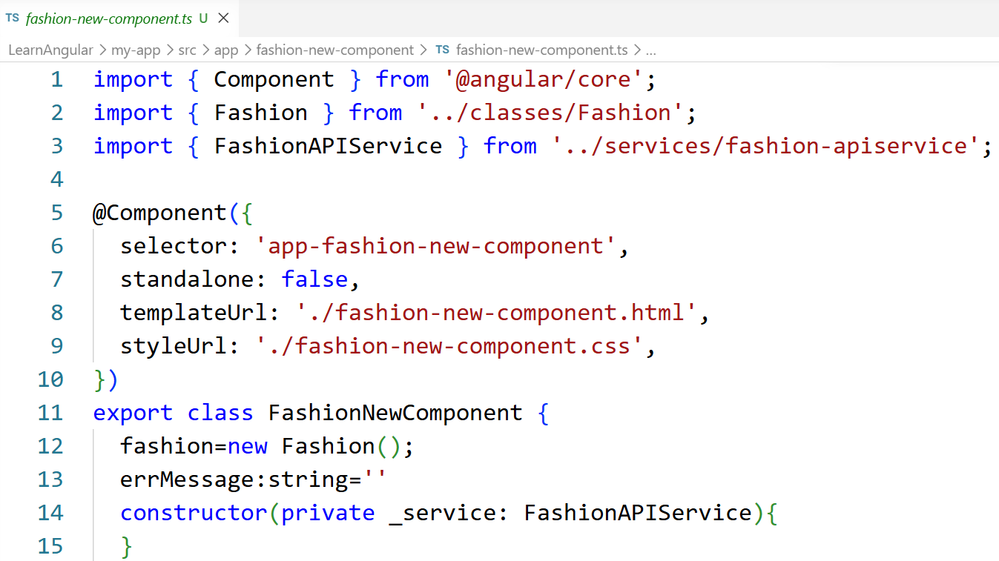 TS fashion-new-component.ts U
LearnAngular > my-app > src > app > fashion-new-component > TS fashion-new-component.ts > ...
1 import { Component } from '@angular/core';
2 import { Fashion } from '../classes/Fashion';
3 import { FashionAPIService } from '../services/fashion-apiservice';
4
5 @Component({
6   selector: 'app-fashion-new-component',
7   standalone: false,
8   templateUrl: './fashion-new-component.html',
9   styleUrl: './fashion-new-component.css',
10 })
11 export class FashionNewComponent {
12   fashion=new Fashion();
13   errMessage:string=''
14   constructor(private _service: FashionAPIService){
15   }